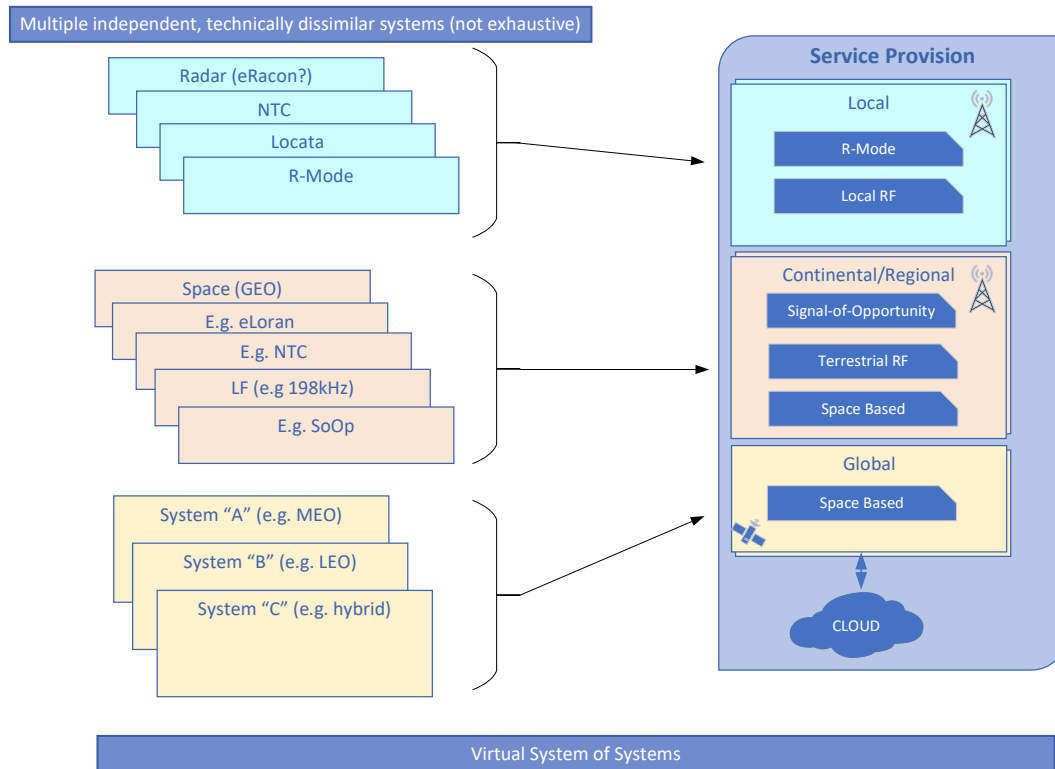 Multiple independent, technically dissimilar systems (not exhaustive)
Radar (eRacon?)
NTC
Locata
R-Mode
Space (GEO)
E.g. eLoran
E.g. NTC
LF (e.g 198kHz)
E.g. SoOp
System “A” (e.g. MEO)
System “B” (e.g. LEO)
System “C” (e.g. hybrid)
Service Provision
Local
R-Mode
Local RF
Continental/Regional
Signal-of-Opportunity
Terrestrial RF
Space Based
Global
Space Based
CLOUD
Virtual System of Systems